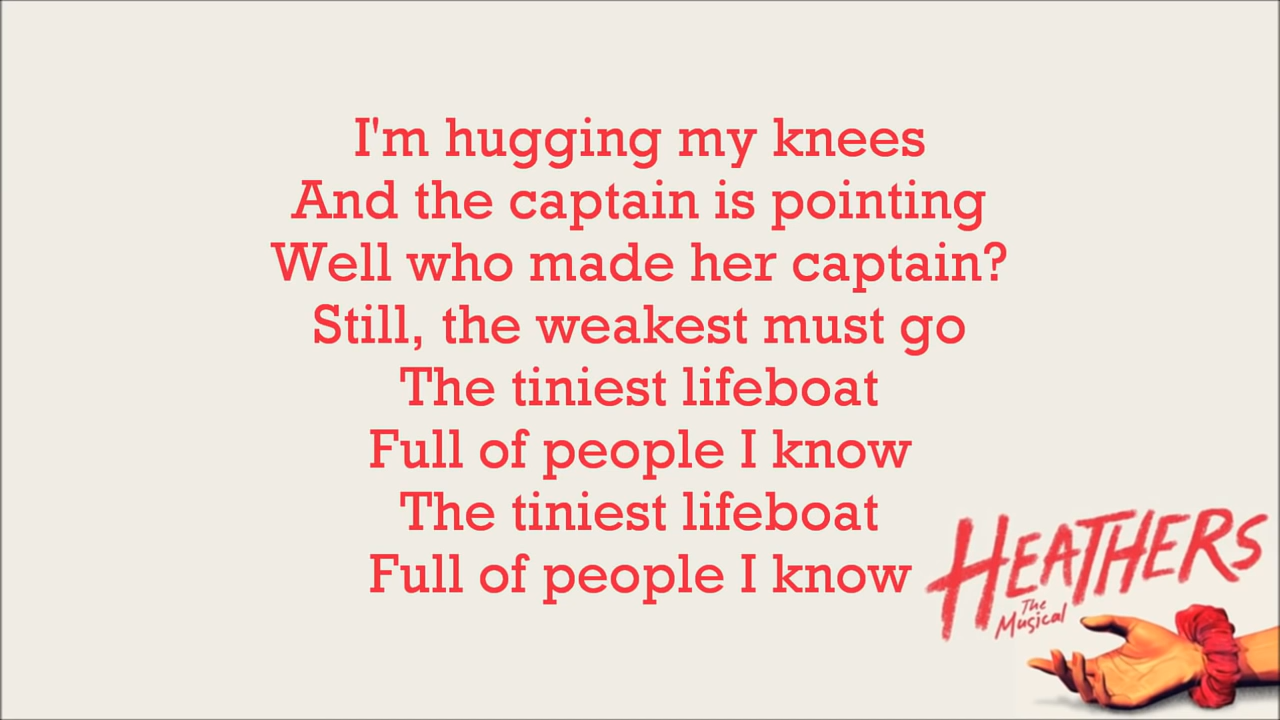 I'm hugging my knees
And the captain is pointing
Well who made her captain?
Still, the weakest must go
The tiniest lifeboat
Full of people I know
The tiniest lifeboat
Full of people I know
HEATHERS
The
Musical